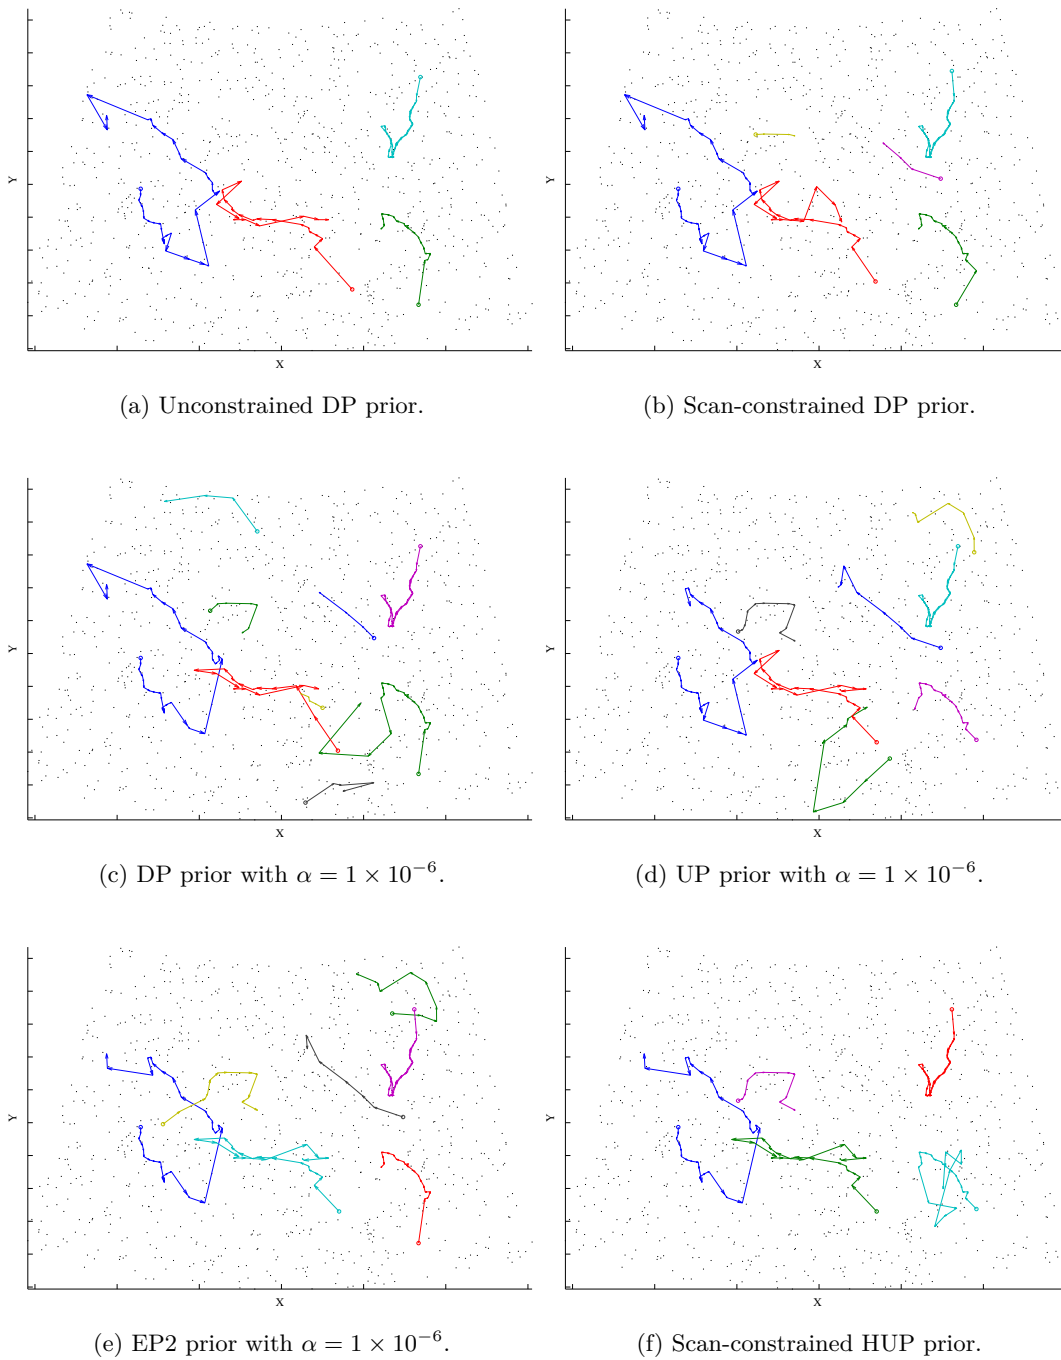 Y
Y
X
X
(a) Unconstrained DP prior.
(b) Scan-constrained DP prior.
Y
Y
X
X
(c) DP prior with α = 1 × 10⁻⁶.
(d) UP prior with α = 1 × 10⁻⁶.
Y
Y
X
X
(e) EP2 prior with α = 1 × 10⁻⁶.
(f) Scan-constrained HUP prior.